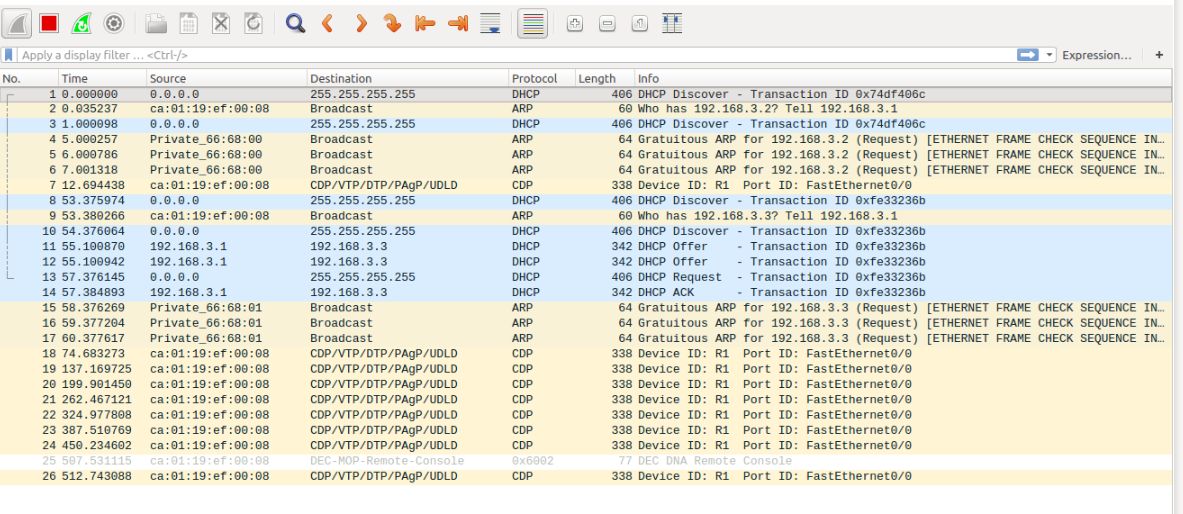 Apply a display filter ... <Ctrl-/> Expression... +
No. Time Source Destination Protocol Length Info
1 0.000000 0.0.0.0 255.255.255.255 DHCP 406 DHCP Discover - Transaction ID 0x74df406c
2 0.035237 ca:01:19:ef:00:08 Broadcast ARP 60 Who has 192.168.3.2? Tell 192.168.3.1
3 1.000098 0.0.0.0 255.255.255.255 DHCP 406 DHCP Discover - Transaction ID 0x74df406c
4 5.000257 Private_66:68:00 Broadcast ARP 64 Gratuitous ARP for 192.168.3.2 (Request) [ETHERNET FRAME CHECK SEQUENCE IN…
5 6.000786 Private_66:68:00 Broadcast ARP 64 Gratuitous ARP for 192.168.3.2 (Request) [ETHERNET FRAME CHECK SEQUENCE IN…
6 7.001318 Private_66:68:00 Broadcast ARP 64 Gratuitous ARP for 192.168.3.2 (Request) [ETHERNET FRAME CHECK SEQUENCE IN…
7 12.694438 ca:01:19:ef:00:08 CDP/VTP/DTP/PAgP/UDLD CDP 338 Device ID: R1 Port ID: FastEthernet0/0
8 53.375974 0.0.0.0 255.255.255.255 DHCP 406 DHCP Discover - Transaction ID 0xfe33236b
9 53.380266 ca:01:19:ef:00:08 Broadcast ARP 60 Who has 192.168.3.3? Tell 192.168.3.1
10 54.376064 0.0.0.0 255.255.255.255 DHCP 406 DHCP Discover - Transaction ID 0xfe33236b
11 55.100870 192.168.3.1 192.168.3.3 DHCP 342 DHCP Offer - Transaction ID 0xfe33236b
12 55.100942 192.168.3.1 192.168.3.3 DHCP 342 DHCP Offer - Transaction ID 0xfe33236b
13 57.376145 0.0.0.0 255.255.255.255 DHCP 406 DHCP Request - Transaction ID 0xfe33236b
14 57.384893 192.168.3.1 192.168.3.3 DHCP 342 DHCP ACK - Transaction ID 0xfe33236b
15 58.376269 Private_66:68:01 Broadcast ARP 64 Gratuitous ARP for 192.168.3.3 (Request) [ETHERNET FRAME CHECK SEQUENCE IN…
16 59.377204 Private_66:68:01 Broadcast ARP 64 Gratuitous ARP for 192.168.3.3 (Request) [ETHERNET FRAME CHECK SEQUENCE IN…
17 60.377617 Private_66:68:01 Broadcast ARP 64 Gratuitous ARP for 192.168.3.3 (Request) [ETHERNET FRAME CHECK SEQUENCE IN…
18 74.683273 ca:01:19:ef:00:08 CDP/VTP/DTP/PAgP/UDLD CDP 338 Device ID: R1 Port ID: FastEthernet0/0
19 137.169725 ca:01:19:ef:00:08 CDP/VTP/DTP/PAgP/UDLD CDP 338 Device ID: R1 Port ID: FastEthernet0/0
20 199.901450 ca:01:19:ef:00:08 CDP/VTP/DTP/PAgP/UDLD CDP 338 Device ID: R1 Port ID: FastEthernet0/0
21 262.467121 ca:01:19:ef:00:08 CDP/VTP/DTP/PAgP/UDLD CDP 338 Device ID: R1 Port ID: FastEthernet0/0
22 324.977808 ca:01:19:ef:00:08 CDP/VTP/DTP/PAgP/UDLD CDP 338 Device ID: R1 Port ID: FastEthernet0/0
23 387.510769 ca:01:19:ef:00:08 CDP/VTP/DTP/PAgP/UDLD CDP 338 Device ID: R1 Port ID: FastEthernet0/0
24 450.234602 ca:01:19:ef:00:08 CDP/VTP/DTP/PAgP/UDLD CDP 338 Device ID: R1 Port ID: FastEthernet0/0
25 507.531115 ca:01:19:ef:00:08 DEC-MOP-Remote-Console 0x6002 77 DEC DNA Remote Console
26 512.743088 ca:01:19:ef:00:08 CDP/VTP/DTP/PAgP/UDLD CDP 338 Device ID: R1 Port ID: FastEthernet0/0